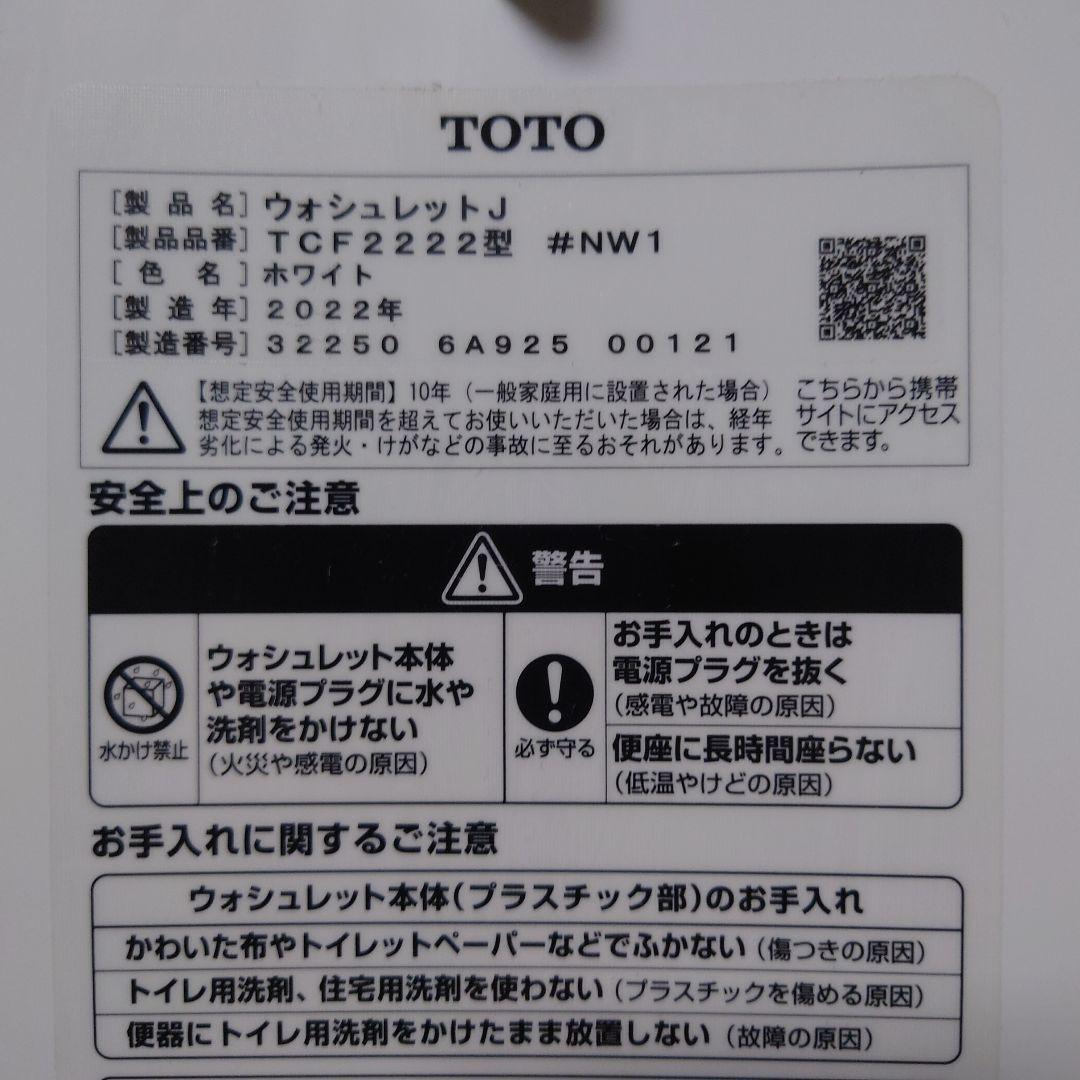 TOTO
[製品名] ウォシュレットJ
[製品品番] TCF2222型 #NW1
[色名] ホワイト
[製造年] 2022年
[製造番号] 32250 6A925 00121
【想定安全使用期間】10年(一般家庭用に設置された場合)
想定安全使用期間を超えてお使いいただいた場合は、経年
劣化による発火・けがなどの事故に至るおそれがあります。
こちらから携帯
サイトにアクセス
できます。
安全上のご注意
警告
水かけ禁止
ウォシュレット本体
や電源プラグに水や
洗剤をかけない
(火災や感電の原因)
必ず守る
お手入れのときは
電源プラグを抜く
(感電や故障の原因)
便座に長時間座らない
(低温やけどの原因)
お手入れに関するご注意
ウォシュレット本体(プラスチック部)のお手入れ
かわいた布やトイレットペーパーなどでふかない(傷つきの原因)
トイレ用洗剤、住宅用洗剤を使わない(プラスチックを傷める原因)
便器にトイレ用洗剤をかけたまま放置しない(故障の原因)